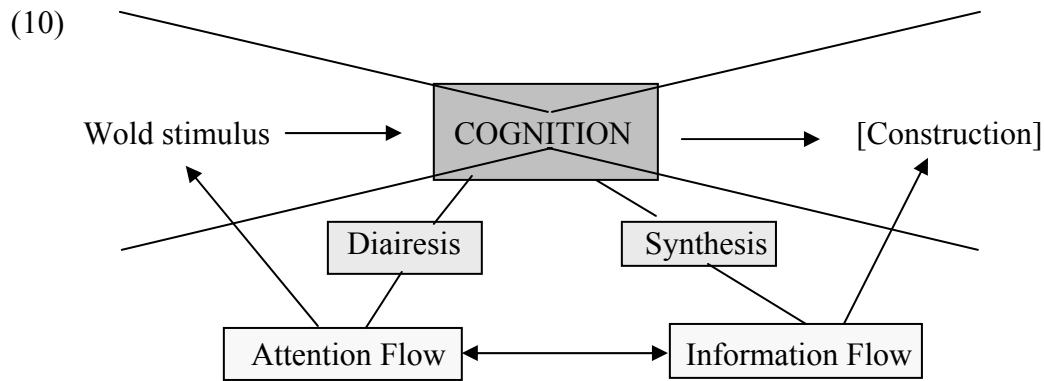 (10)
Wold stimulus COGNITION [Construction]
Diairesis Synthesis
Attention Flow Information Flow